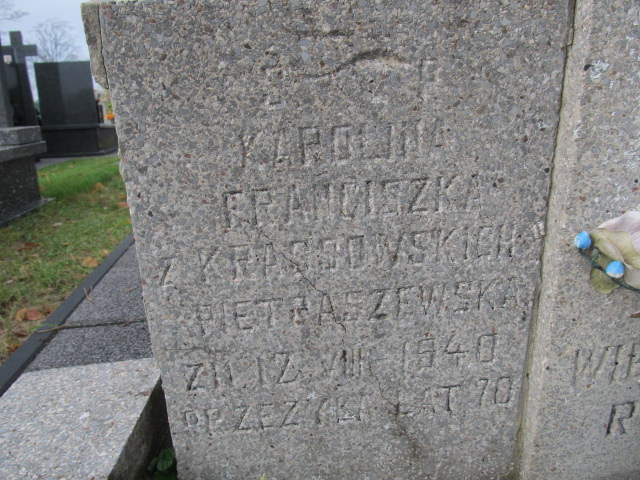 Ś P
KAROLINA
FRANCISZKA
Z KRASSOWSKICH
PIETRASZEWSKA
ZM. 12 VIII 1940
PRZEŻYŁA LAT 70